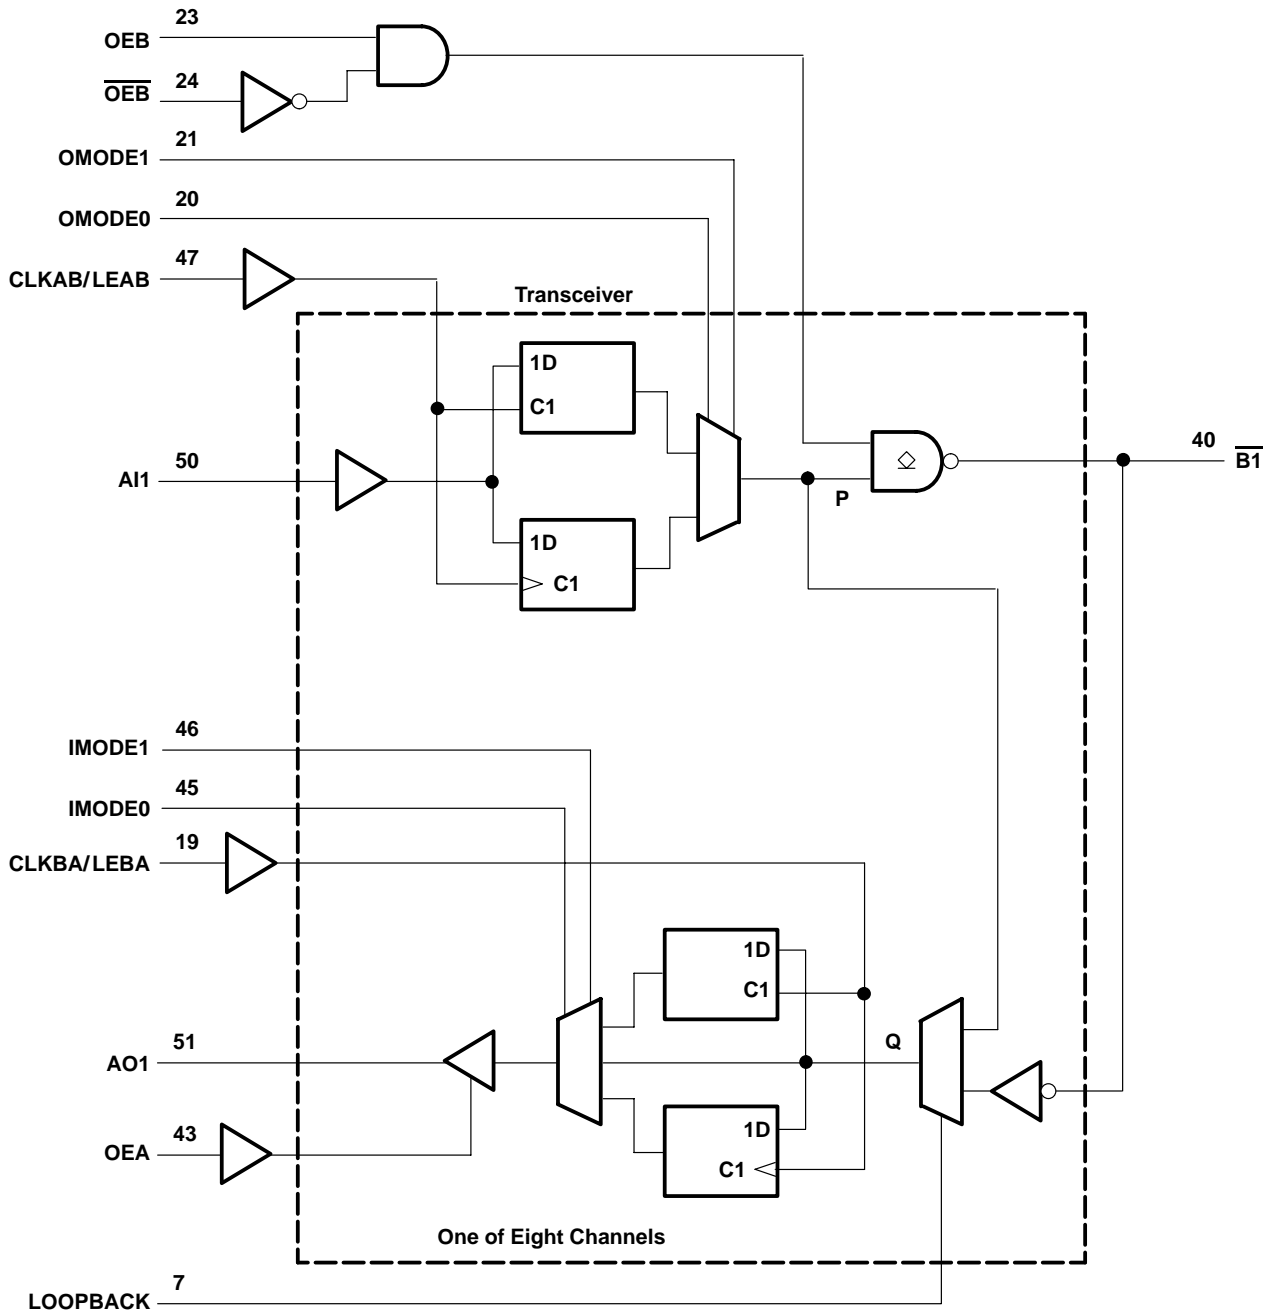 23
OEB
24
O̅E̅B̅
21
OMODE1
20
OMODE0
47
CLKAB/LEAB
Transceiver
1D
C1
50
AI1
40
B̅1̅
P
1D
C1
46
IMODE1
45
IMODE0
19
CLKBA/LEBA
1D
C1
Q
51
AO1
1D
43
OEA
C1
One of Eight Channels
7
LOOPBACK